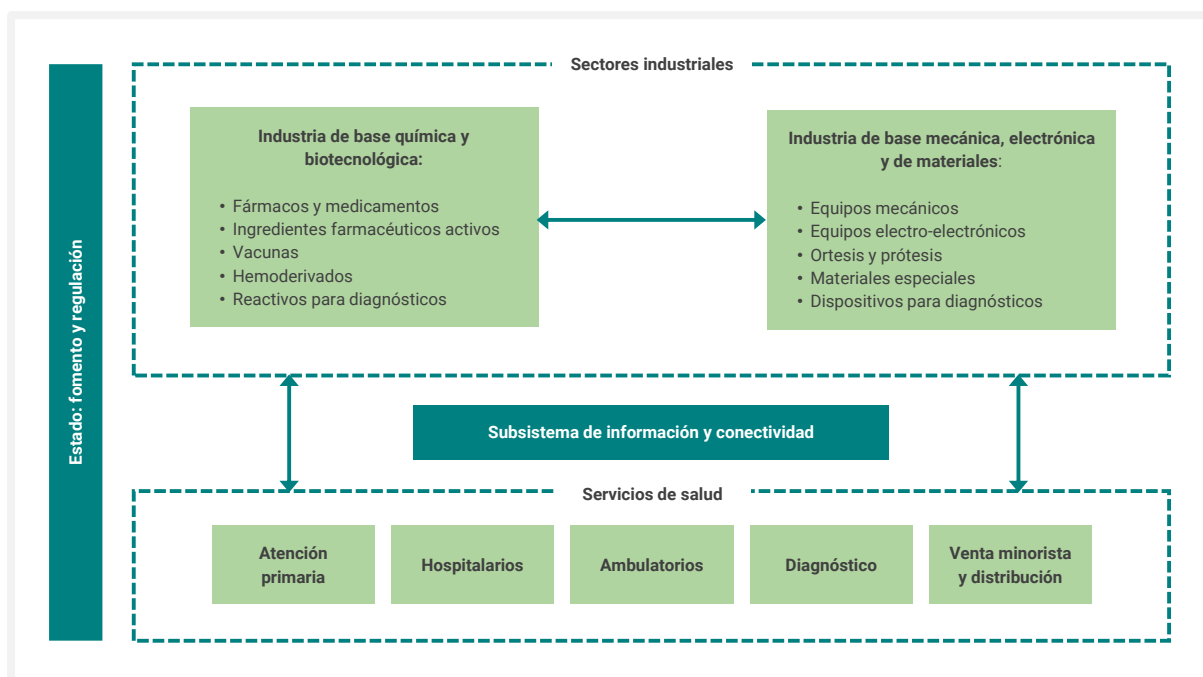 Estado: fomento y regulación
Sectores industriales
Industria de base química y
biotecnológica:
• Fármacos y medicamentos
• Ingredientes farmacéuticos activos
• Vacunas
• Hemoderivados
• Reactivos para diagnósticos
Industria de base mecánica, electrónica
y de materiales:
• Equipos mecánicos
• Equipos electro-electrónicos
• Ortesis y prótesis
• Materiales especiales
• Dispositivos para diagnósticos
Subsistema de información y conectividad
Servicios de salud
Atención
primaria
Hospitalarios
Ambulatorios
Diagnóstico
Venta minorista
y distribución